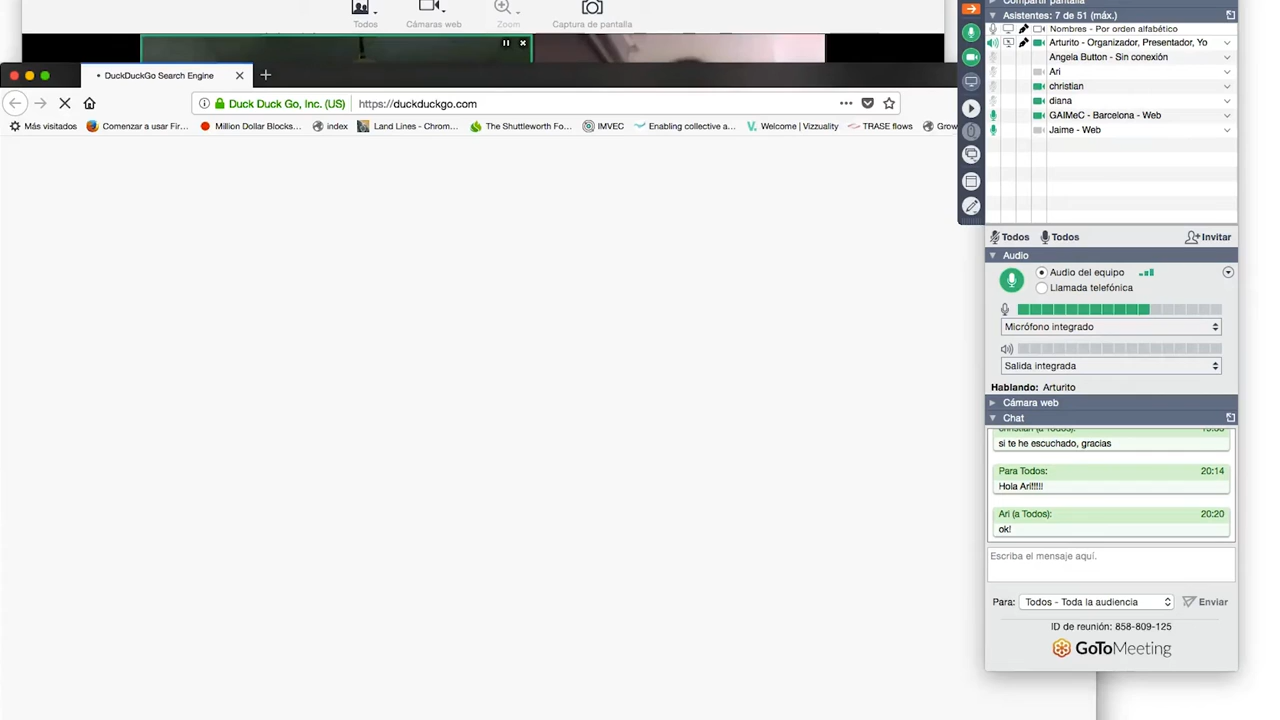 Compartir pantalla
Todos
Cámaras web
Zoom
Captura de pantalla
Asistentes: 7 de 51 (máx.)
Nombres - Por orden alfabético
Arturito - Organizador, Presentador, Yo
Angela Button - Sin conexión
Ari
christian
diana
GAIMeC - Barcelona - Web
Jaime - Web
DuckDuckGo Search Engine
Duck Duck Go, Inc. (US)
https://duckduckgo.com
Más visitados
Comenzar a usar Fir...
Million Dollar Blocks...
index
Land Lines - Chrom...
The Shuttleworth Fo...
IMVEC
Enabling collective a...
Welcome | Vizzuality
TRASE flows
Grow
Todos
Todos
Invitar
Audio
Audio del equipo
Llamada telefónica
Micrófono integrado
Salida integrada
Hablando: Arturito
Cámara web
Chat
christian (a Todos):
si te he escuchado, gracias
Para Todos: 20:14
Hola Ari!!!!!
Ari (a Todos): 20:20
ok!
Escriba el mensaje aquí.
Para: Todos - Toda la audiencia
Enviar
ID de reunión: 858-809-125
GoToMeeting